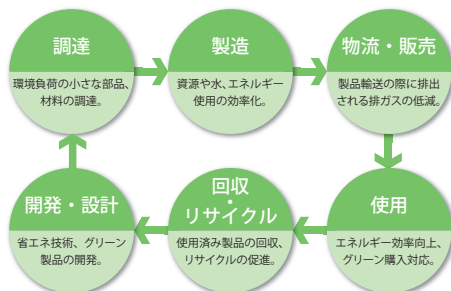 調達
環境負荷の小さな部品、
材料の調達。
製造
資源や水、エネルギー
使用の効率化。
物流・販売
製品輸送の際に排出
される排ガスの低減。
開発・設計
省エネ技術、グリーン
製品の開発。
回収
・
リサイクル
使用済み製品の回収、
リサイクルの促進。
使用
エネルギー効率向上、
グリーン購入対応。